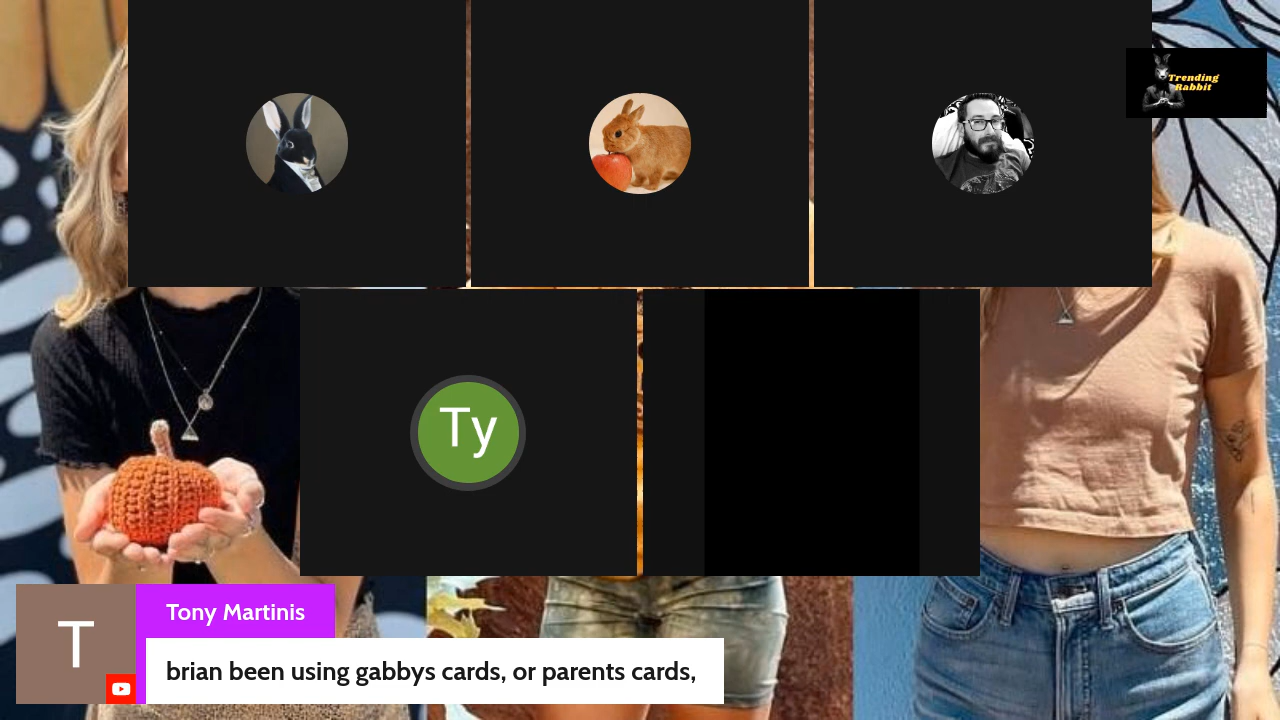 Trending
Rabbit
Ty
T
Tony Martinis
brian been using gabbys cards, or parents cards,